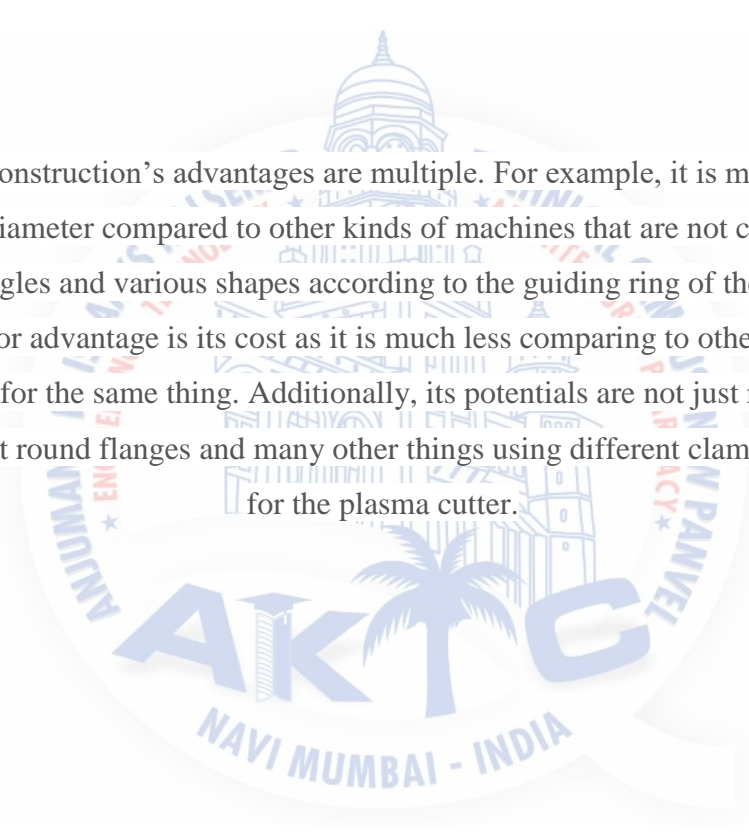 onstruction’s advantages are multiple. For example, it is m
iameter compared to other kinds of machines that are not c
gles and various shapes according to the guiding ring of th
or advantage is its cost as it is much less comparing to othe
for the same thing. Additionally, its potentials are not just
t round flanges and many other things using different clam
for the plasma cutter.
ANJUMAN
PANVEL
AKTC
NAVI MUMBAI - INDIA